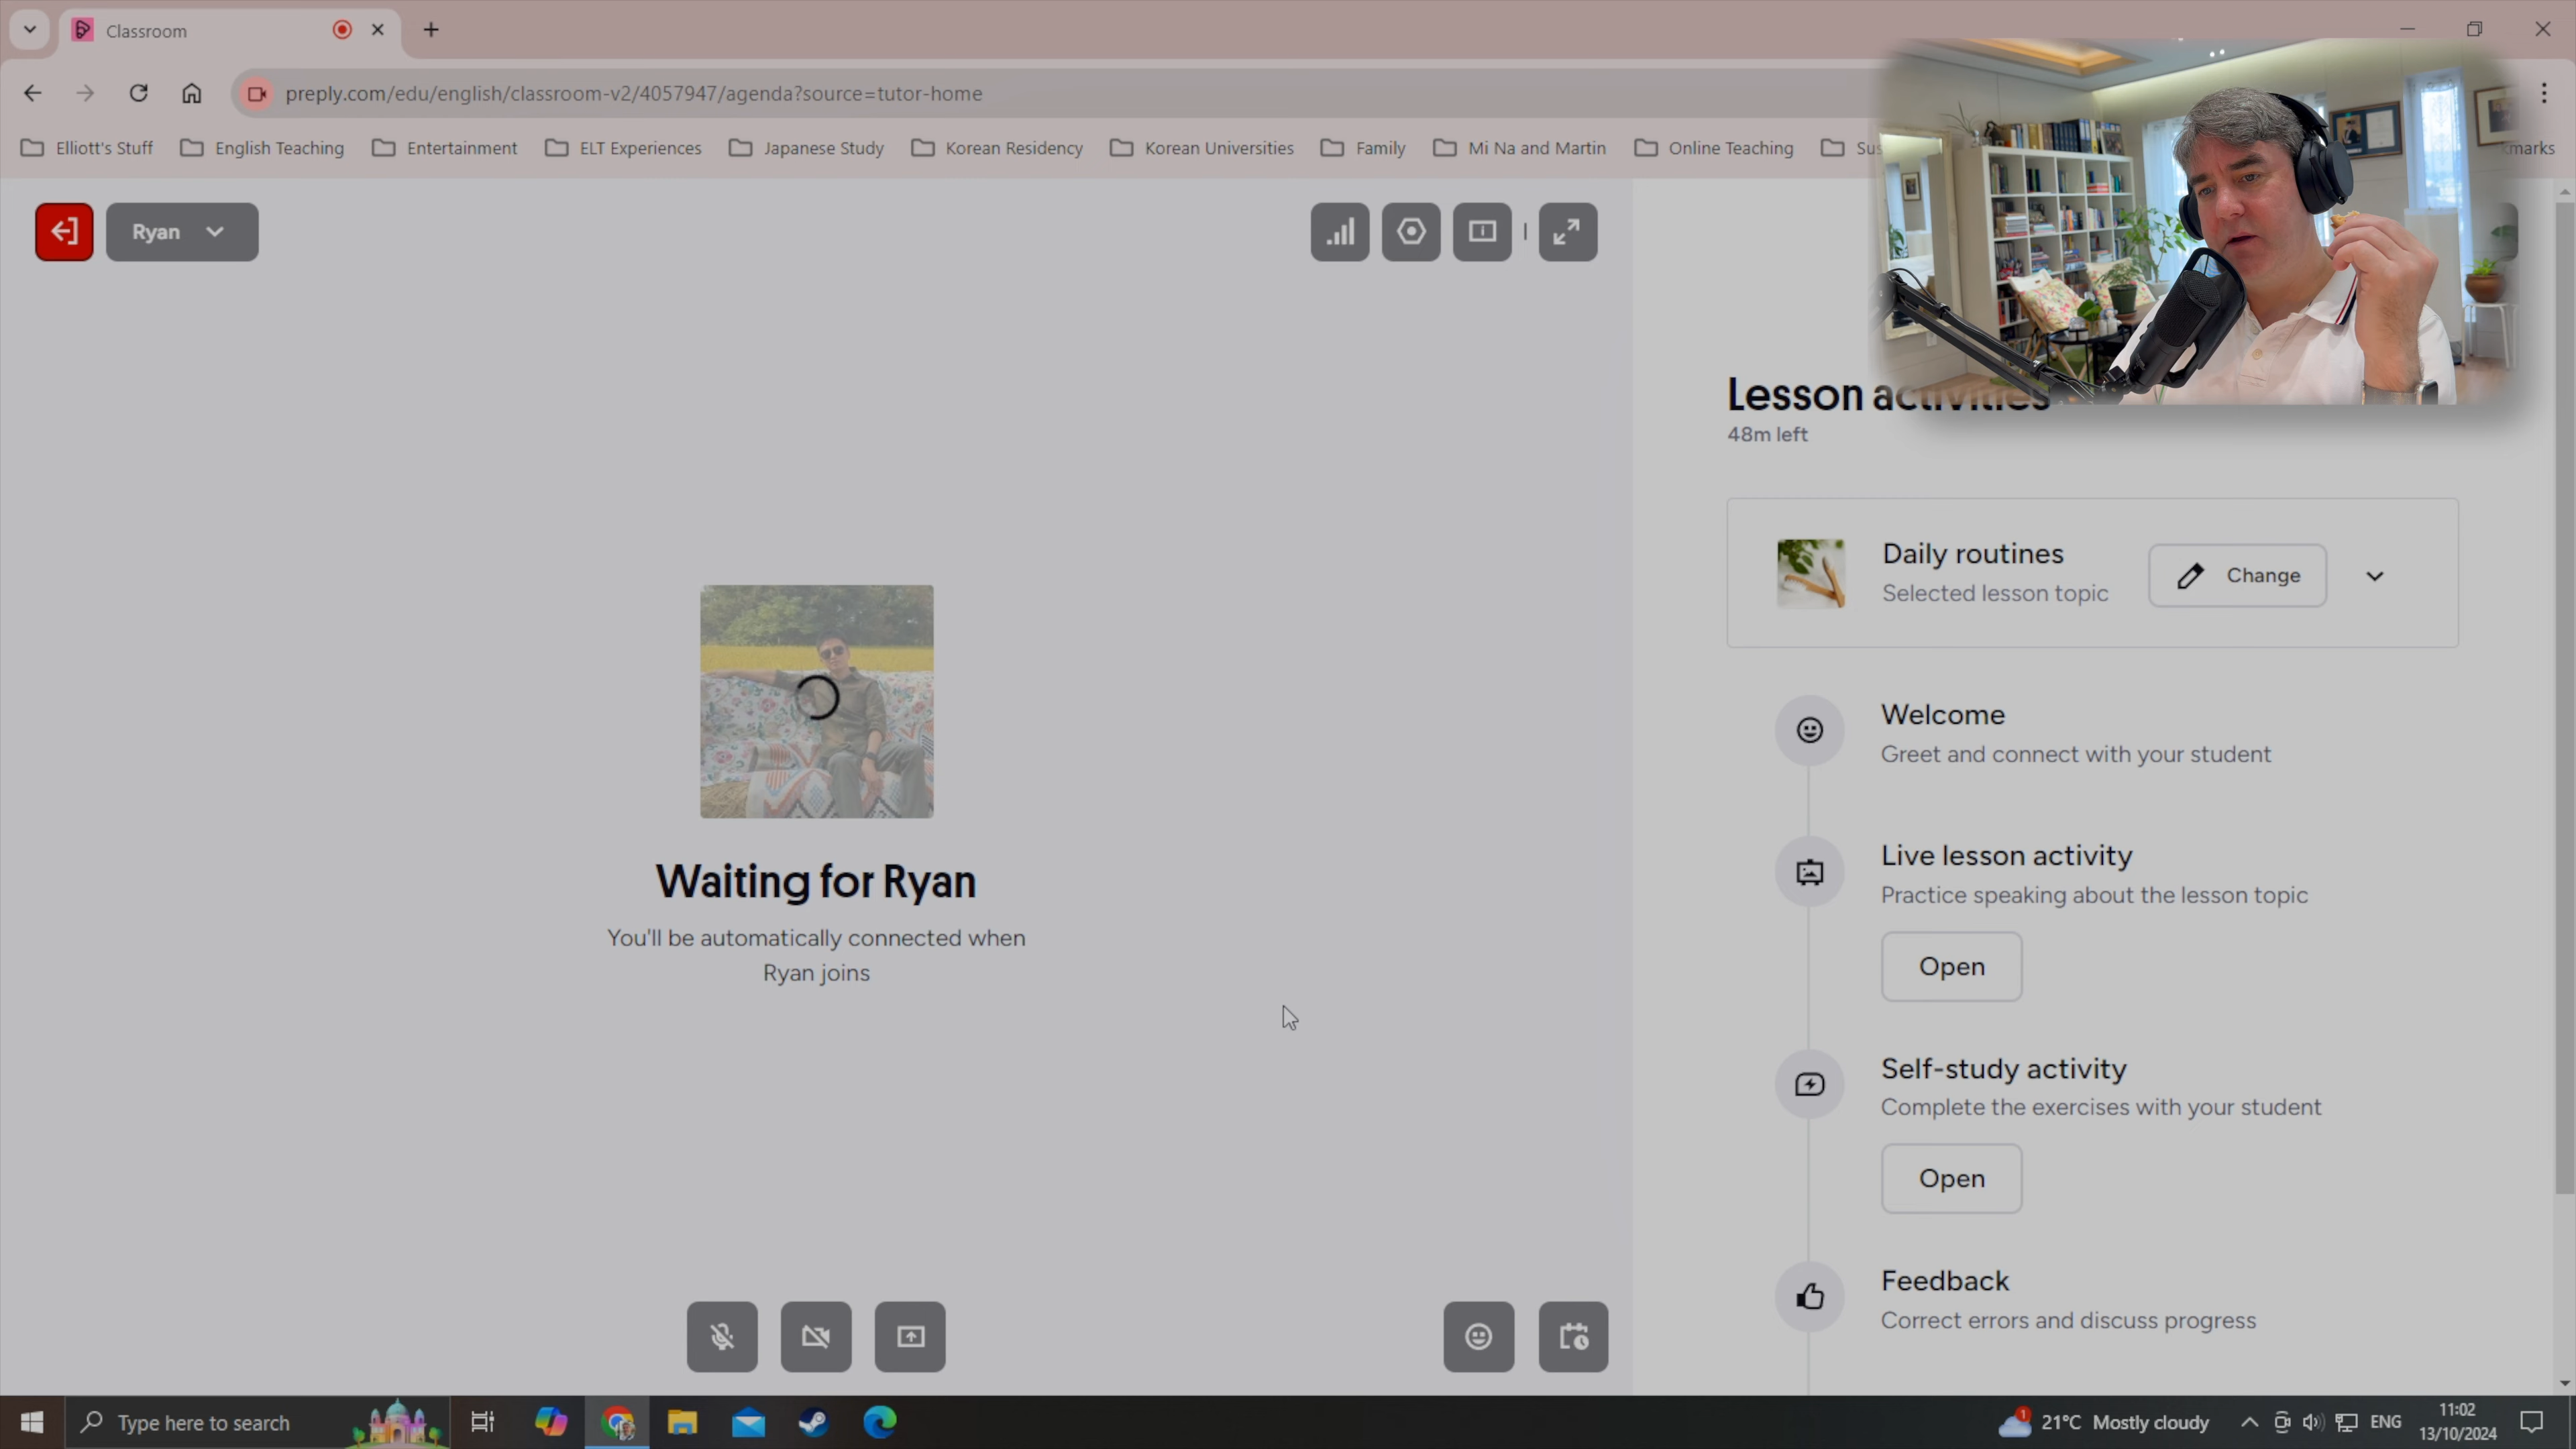 Classroom
preply.com/edu/english/classroom-v2/4057947/agenda?source=tutor-home
Elliott's Stuff English Teaching Entertainment ELT Experiences Japanese Study Korean Residency Korean Universities Family Mi Na and Martin Online Teaching
Ryan
Lesson activities
48m left
Daily routines
Selected lesson topic
Change
Welcome
Greet and connect with your student
Live lesson activity
Practice speaking about the lesson topic
Open
Self-study activity
Complete the exercises with your student
Open
Feedback
Correct errors and discuss progress
Waiting for Ryan
You'll be automatically connected when
Ryan joins
Type here to search
1
21°C Mostly cloudy
ENG
11:02
13/10/2024